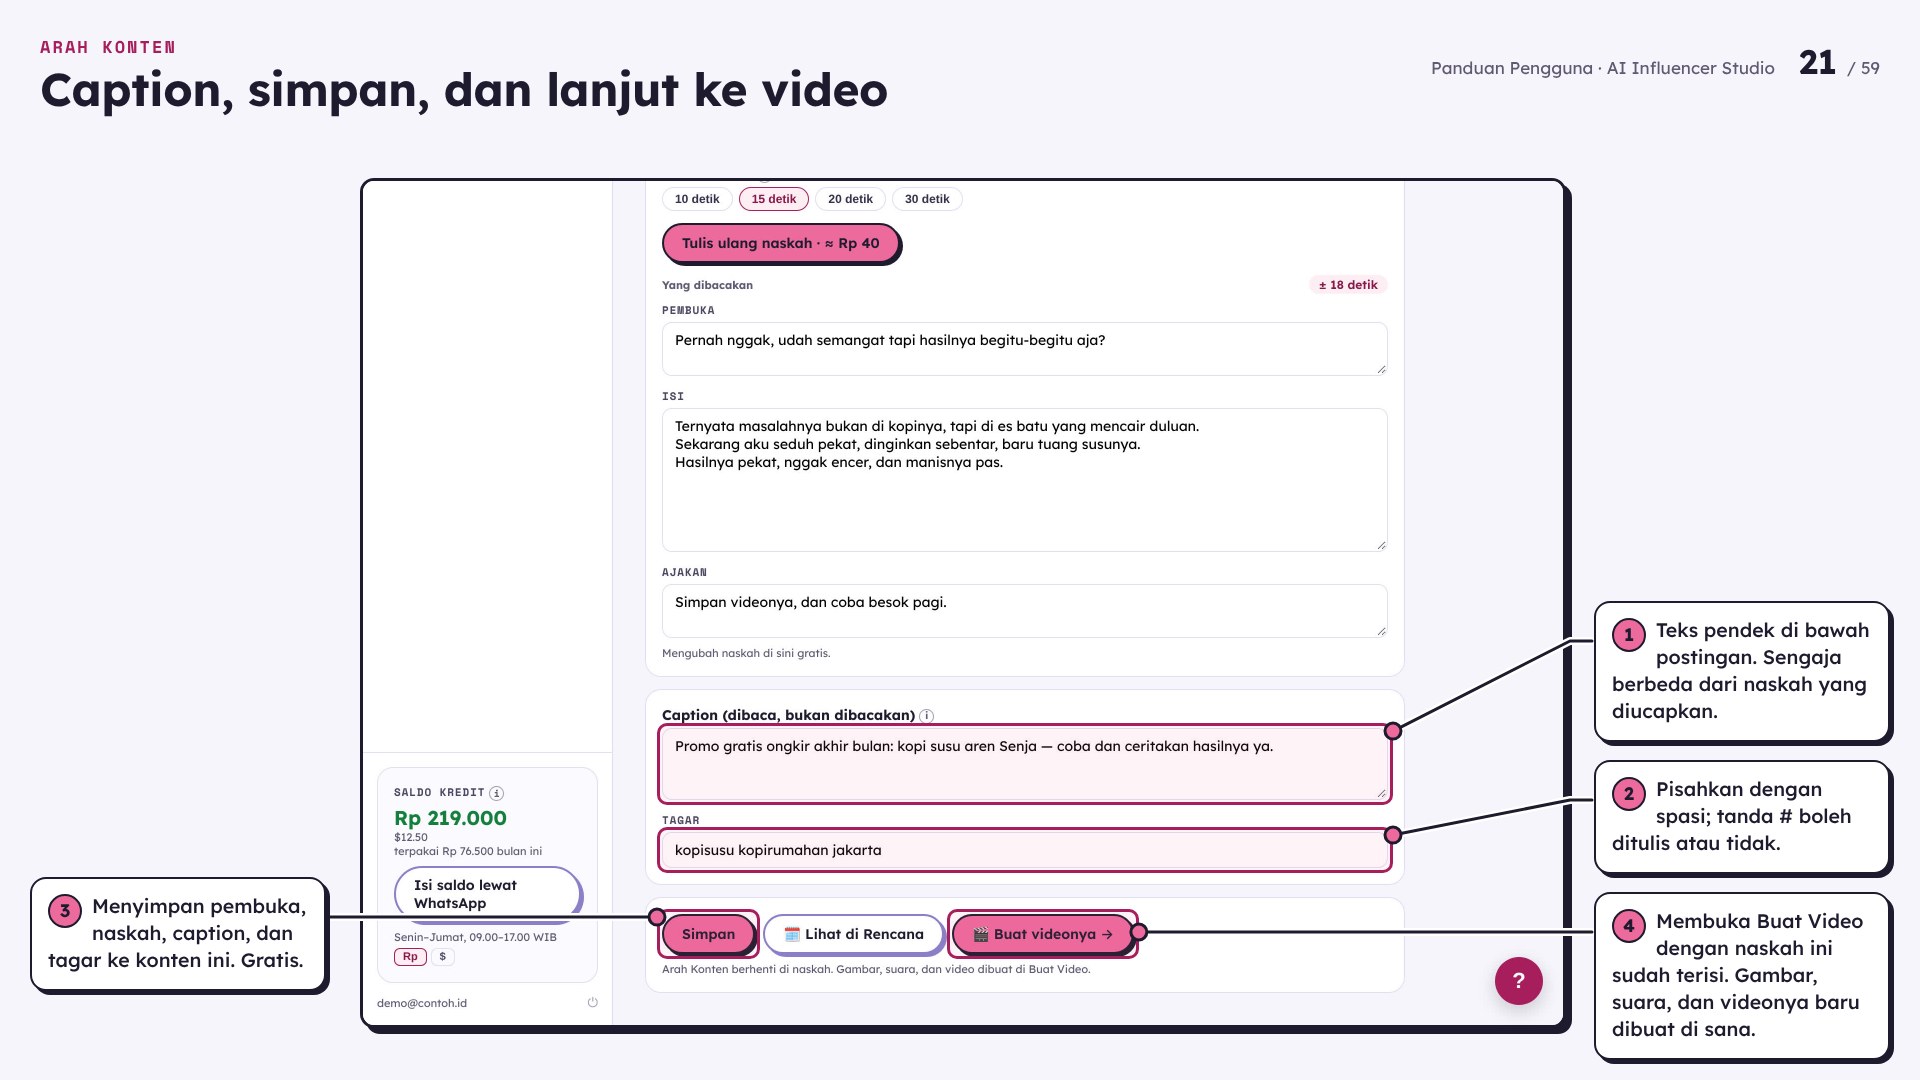 ARAH KONTEN
Caption, simpan, dan lanjut ke video
Panduan Pengguna · AI Influencer Studio 21 / 59
10 detik 15 detik 20 detik 30 detik
Tulis ulang naskah · ≈ Rp 40
Yang dibacakan ± 18 detik
PEMBUKA
Pernah nggak, udah semangat tapi hasilnya begitu-begitu aja?
ISI
Ternyata masalahnya bukan di kopinya, tapi di es batu yang mencair duluan.
Sekarang aku seduh pekat, dinginkan sebentar, baru tuang susunya.
Hasilnya pekat, nggak encer, dan manisnya pas.
AJAKAN
Simpan videonya, dan coba besok pagi.
Mengubah naskah di sini gratis.
Caption (dibaca, bukan dibacakan) i
Promo gratis ongkir akhir bulan: kopi susu aren Senja — coba dan ceritakan hasilnya ya.
TAGAR
kopisusu kopirumahan jakarta
Simpan 🗓️ Lihat di Rencana 🎬 Buat videonya →
Arah Konten berhenti di naskah. Gambar, suara, dan video dibuat di Buat Video.
?
SALDO KREDIT i
Rp 219.000
$12.50
terpakai Rp 76.500 bulan ini
Isi saldo lewat
WhatsApp
Senin–Jumat, 09.00–17.00 WIB
Rp $
demo@contoh.id
1 Teks pendek di bawah
postingan. Sengaja
berbeda dari naskah yang
diucapkan.
2 Pisahkan dengan
spasi; tanda # boleh
ditulis atau tidak.
3 Menyimpan pembuka,
naskah, caption, dan
tagar ke konten ini. Gratis.
4 Membuka Buat Video
dengan naskah ini
sudah terisi. Gambar,
suara, dan videonya baru
dibuat di sana.